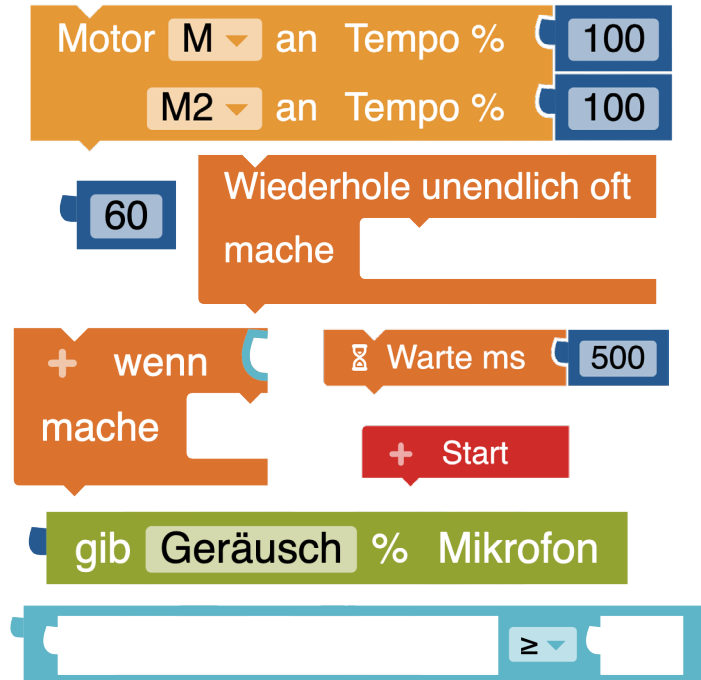 Motor M an Tempo % 100
M2 an Tempo % 100
60
Wiederhole unendlich oft
mache
+ wenn
mache
Warte ms 500
+ Start
gib Geräusch % Mikrofon
≥